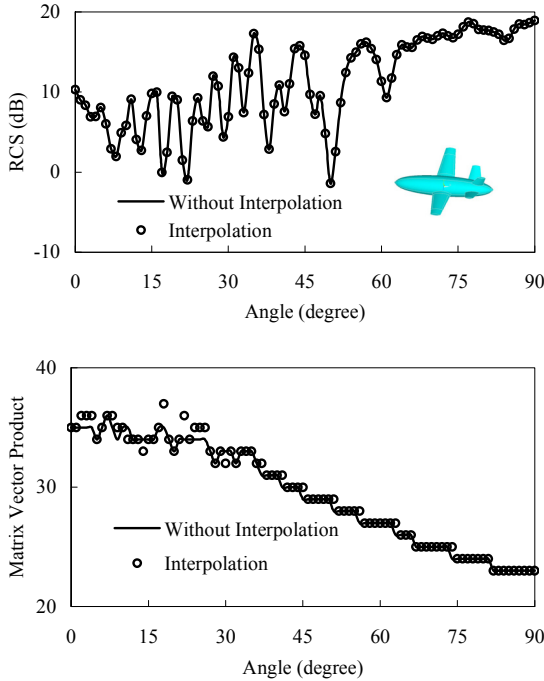 20
10
0
-10
RCS (dB)
Without Interpolation
Interpolation
0 15 30 45 60 75 90
Angle (degree)
40
30
20
Matrix Vector Product
Without Interpolation
Interpolation
0 15 30 45 60 75 90
Angle (degree)